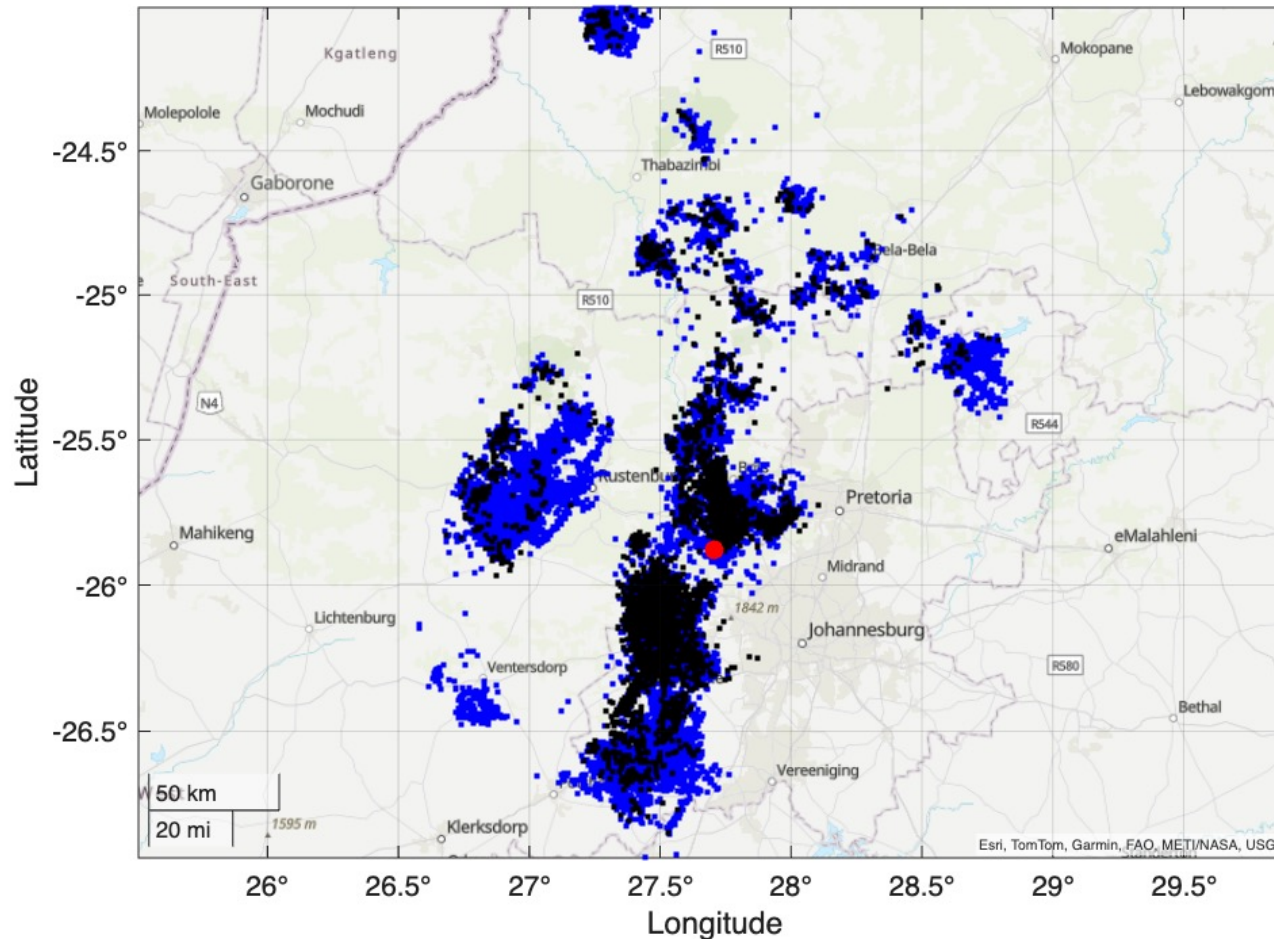 Kgatleng
R510
Mokopane
Molepolole
Mochudi
Lebowakgom
-24.5°
Thabazimbi
Gaborone
South-East
Bela-Bela
-25°
R510
N4
R544
-25.5°
Rustenbu
Pretoria
Mahikeng
eMalahleni
-26°
Midrand
1842 m
Lichtenburg
Johannesburg
Ventersdorp
R580
-26.5°
Bethal
Vereeniging
50 km
20 mi
1595 m
Klerksdorp
Esri, TomTom, Garmin, FAO, METI/NASA, USG
26°
26.5°
27°
27.5°
28°
28.5°
29°
29.5°
Longitude
Latitude